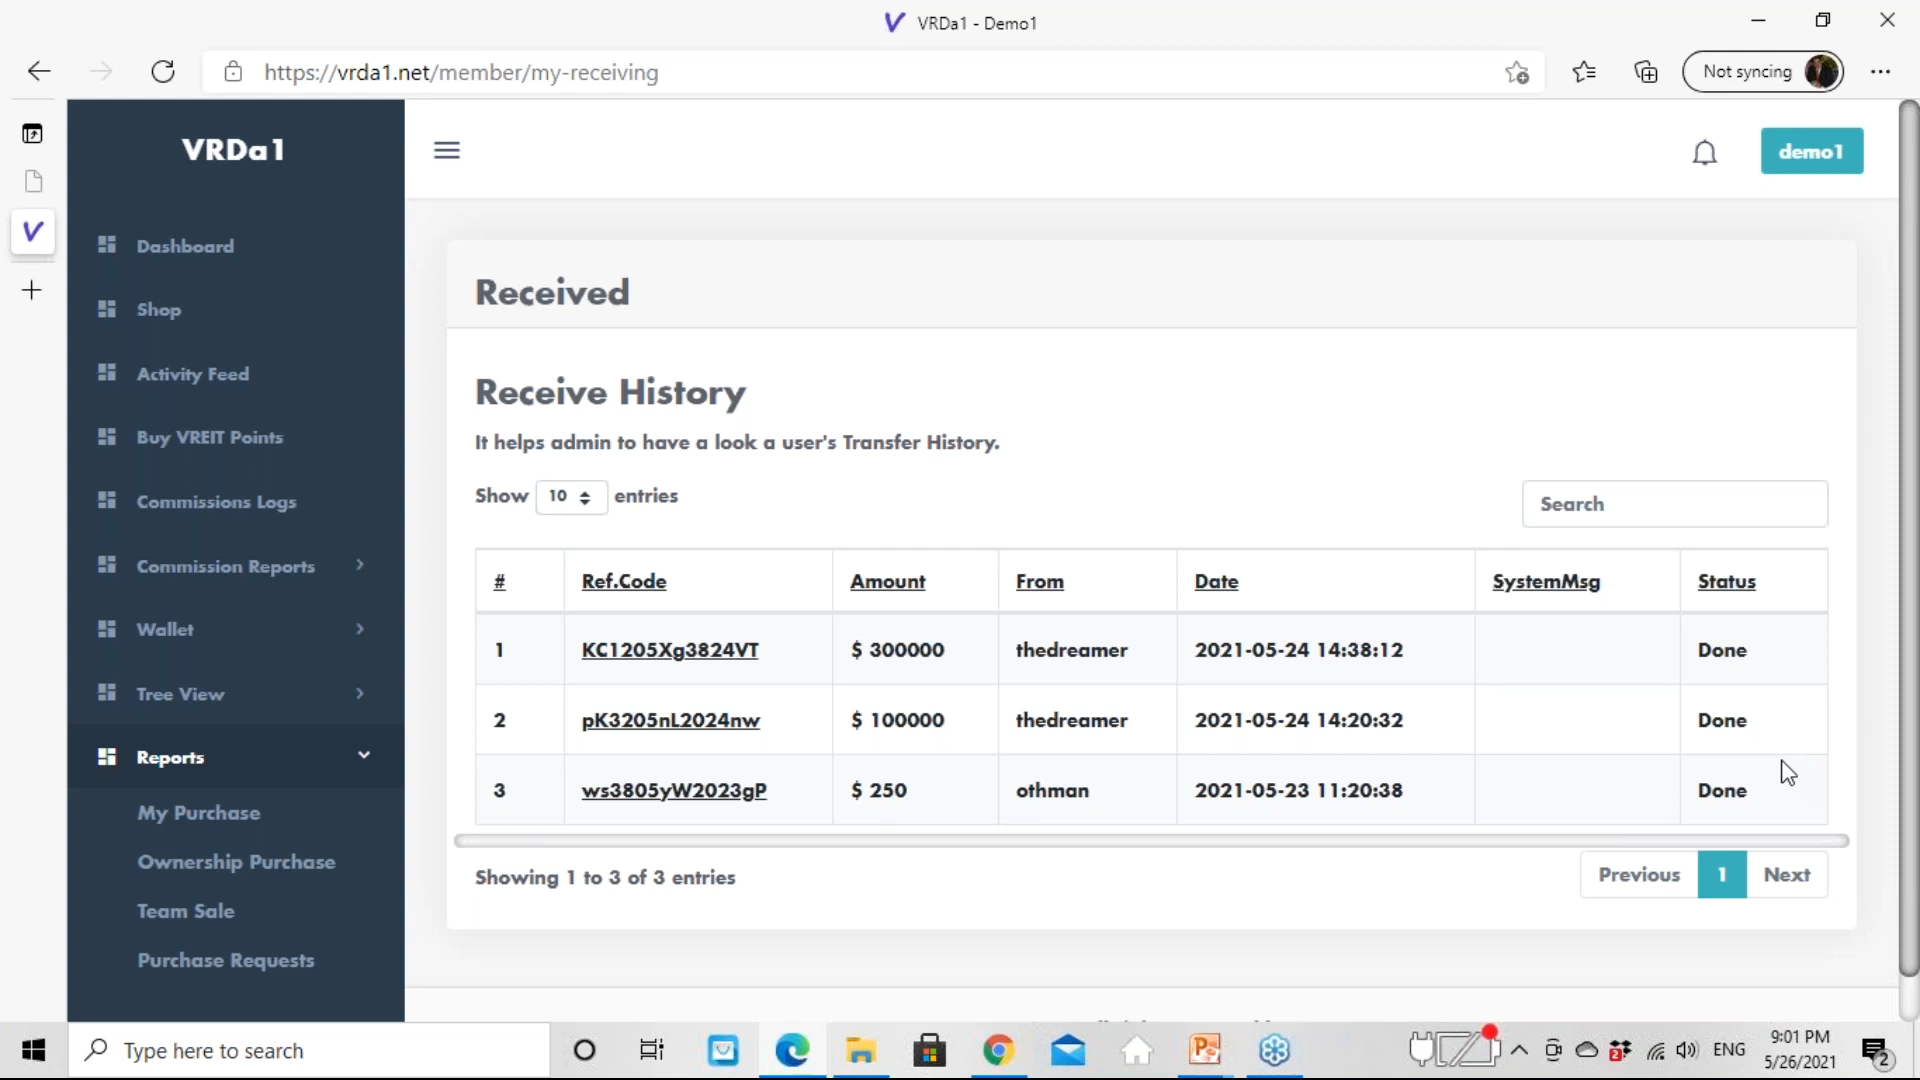 VRDa1 - Demo1
https://vrda1.net/member/my-receiving
Not syncing
VRDa1
demo1
Dashboard
Shop
Activity Feed
Buy VREIT Points
Commissions Logs
Commission Reports
Wallet
Tree View
Reports
My Purchase
Ownership Purchase
Team Sale
Purchase Requests
Received
Receive History
It helps admin to have a look a user's Transfer History.
Show 10 entries
Search
# Ref.Code Amount From Date SystemMsg Status
1 KC1205Xg3824VT $ 300000 thedreamer 2021-05-24 14:38:12 Done
2 pK3205nL2024nw $ 100000 thedreamer 2021-05-24 14:20:32 Done
3 ws3805yW2023gP $ 250 othman 2021-05-23 11:20:38 Done
Showing 1 to 3 of 3 entries
Previous 1 Next
Type here to search
ENG
9:01 PM
5/26/2021
2
2